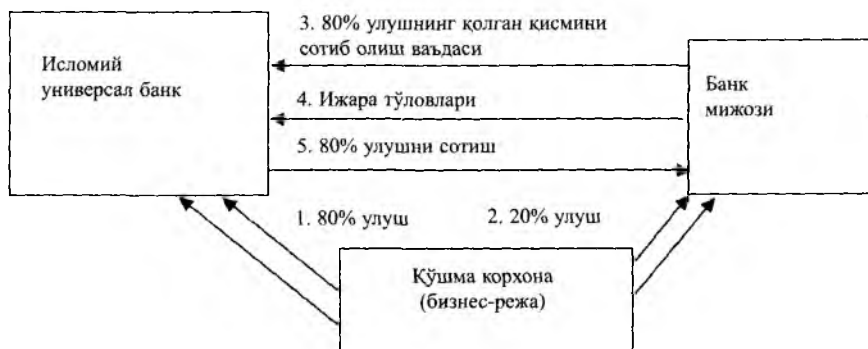 3. 80% улушнинг қолган қисмини
сотиб олиш ваъдаси
Исломий
универсал банк
Банк
мижози
4. Ижара тўловлари
5. 80% улушни сотиш
1. 80% улуш
2. 20% улуш
Қўшма корхона
(бизнес-режа)